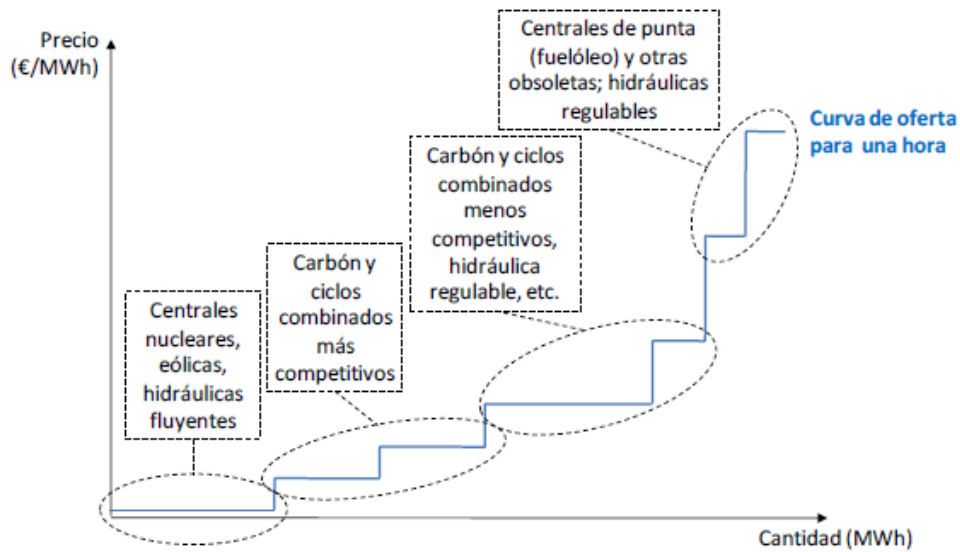 Precio
(€/MWh)
Centrales de punta
(fuelóleo) y otras
obsoletas; hidráulicas
regulables
Curva de oferta
para una hora
Carbón y ciclos
combinados
menos
competitivos,
hidráulica
regulable, etc.
Carbón y
ciclos
combinados
más
competitivos
Centrales
nucleares,
eólicas,
hidráulicas
fluyentes
Cantidad (MWh)